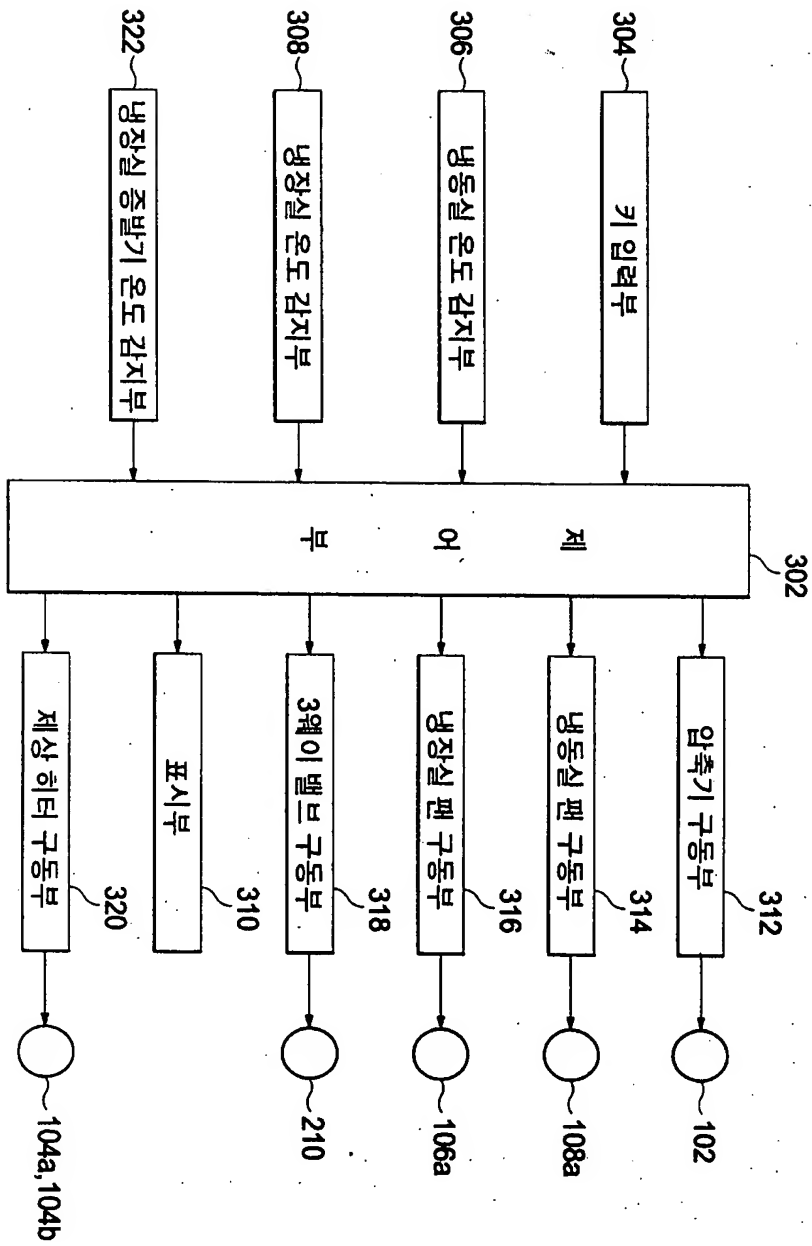 304
키 입력부
306
냉동실 온도 감지부
308
냉장실 온도 감지부
322
냉장실 증발기 온도 감지부
302
제 어 부
312
압축기 구동부
102
314
냉동실 팬 구동부
108a
316
냉장실 팬 구동부
106a
318
3웨이 밸브 구동부
210
310
표시부
320
제상 히터 구동부
104a, 104b